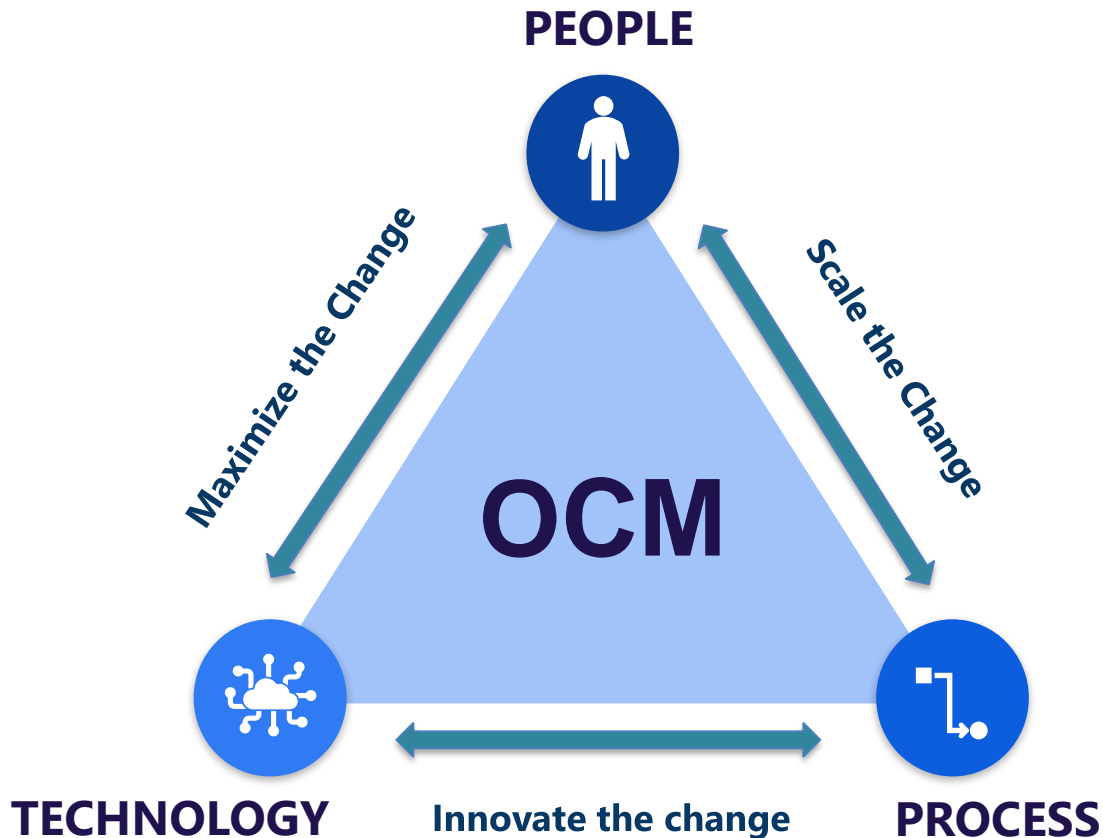 PEOPLE
Maximize the Change
Scale the Change
OCM
TECHNOLOGY
Innovate the change
PROCESS